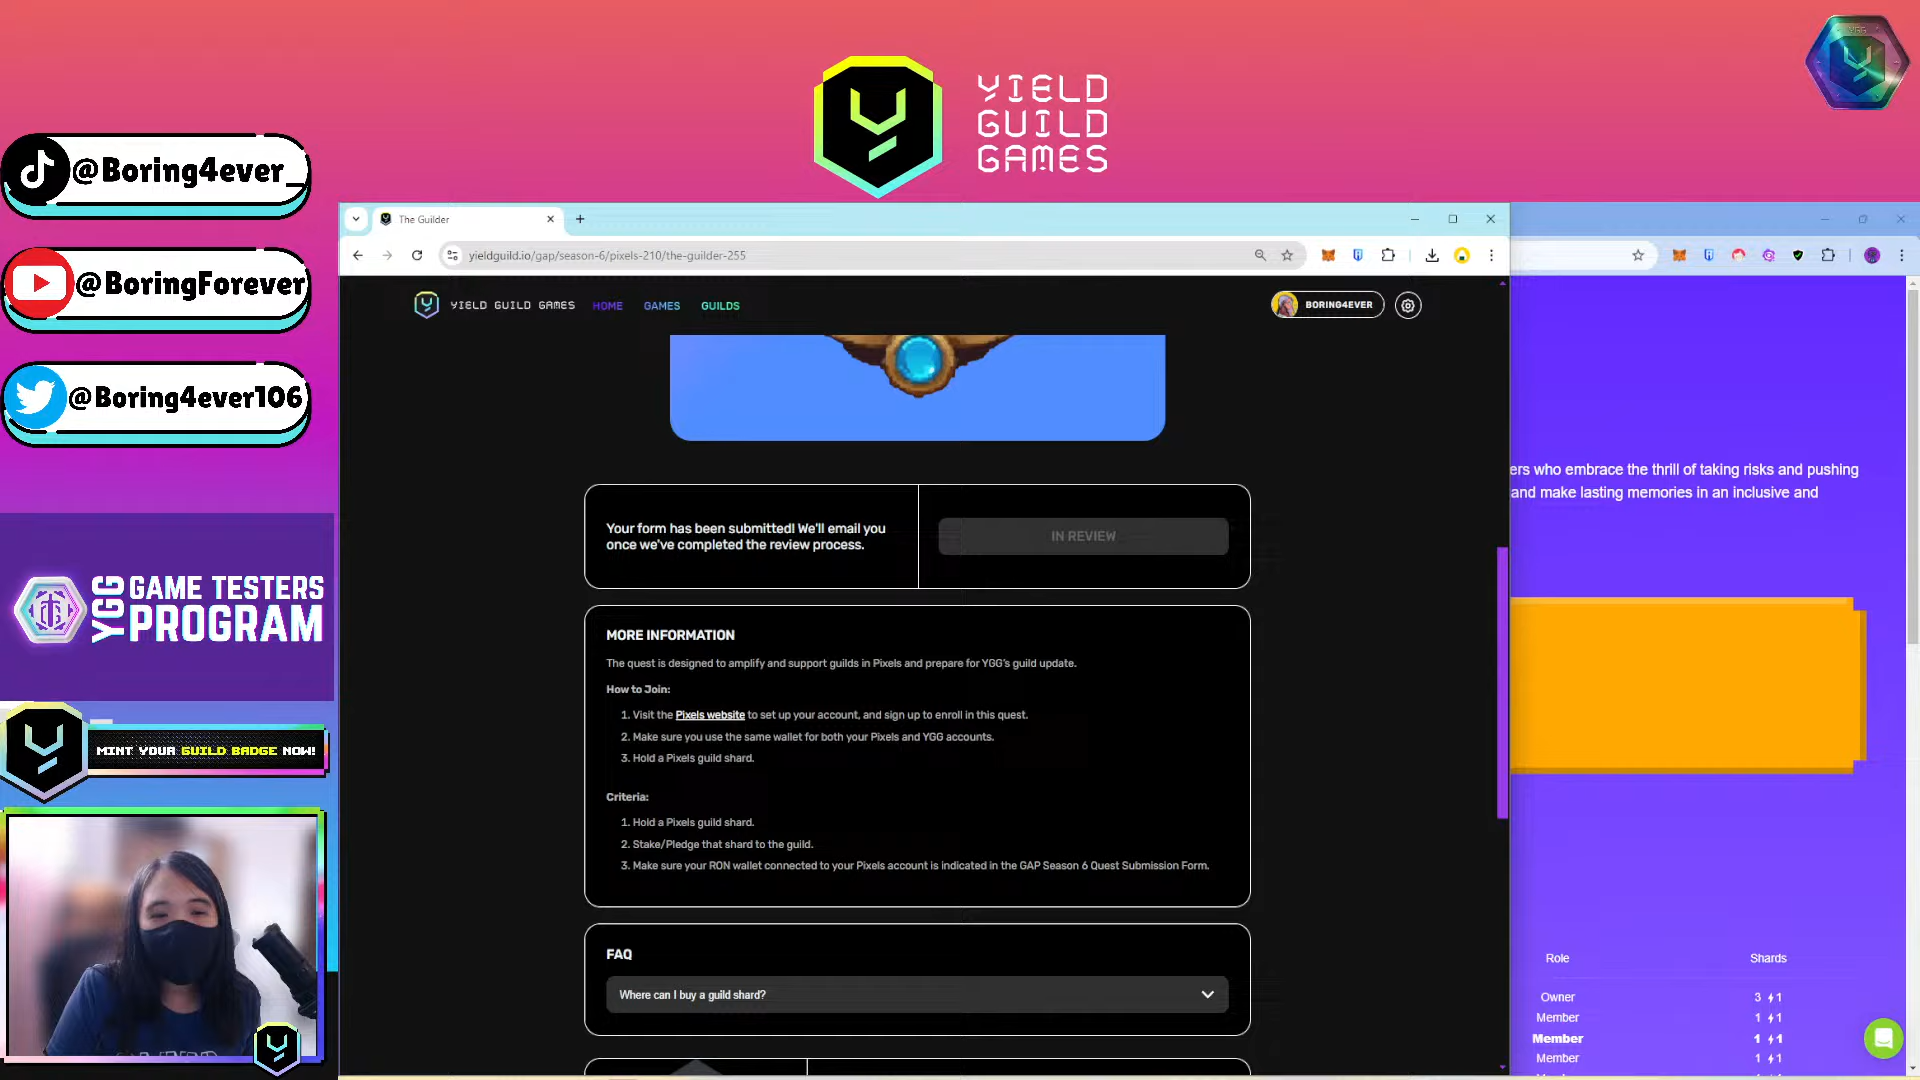 YIELD
GUILD
GAMES
@Boring4ever_
@BoringForever
@Boring4ever106
YGG GAME TESTERS
PROGRAM
MINT YOUR GUILD BADGE NOW!
The Guilder
yieldguild.io/gap/season-6/pixels-210/the-guilder-255
YIELD GUILD GAMES HOME GAMES GUILDS
BORING4EVER
Your form has been submitted! We'll email you
once we've completed the review process.
IN REVIEW
MORE INFORMATION
The quest is designed to amplify and support guilds in Pixels and prepare for YGG's guild update.
How to Join:
1. Visit the Pixels website to set up your account, and sign up to enroll in this quest.
2. Make sure you use the same wallet for both your Pixels and YGG accounts.
3. Hold a Pixels guild shard.
Criteria:
1. Hold a Pixels guild shard.
2. Stake/Pledge that shard to the guild.
3. Make sure your RON wallet connected to your Pixels account is indicated in the GAP Season 6 Quest Submission Form.
FAQ
Where can I buy a guild shard?
ers who embrace the thrill of taking risks and pushing
and make lasting memories in an inclusive and
Role Shards
Owner 3 1
Member 1 1
Member 1 1
Member 1 1